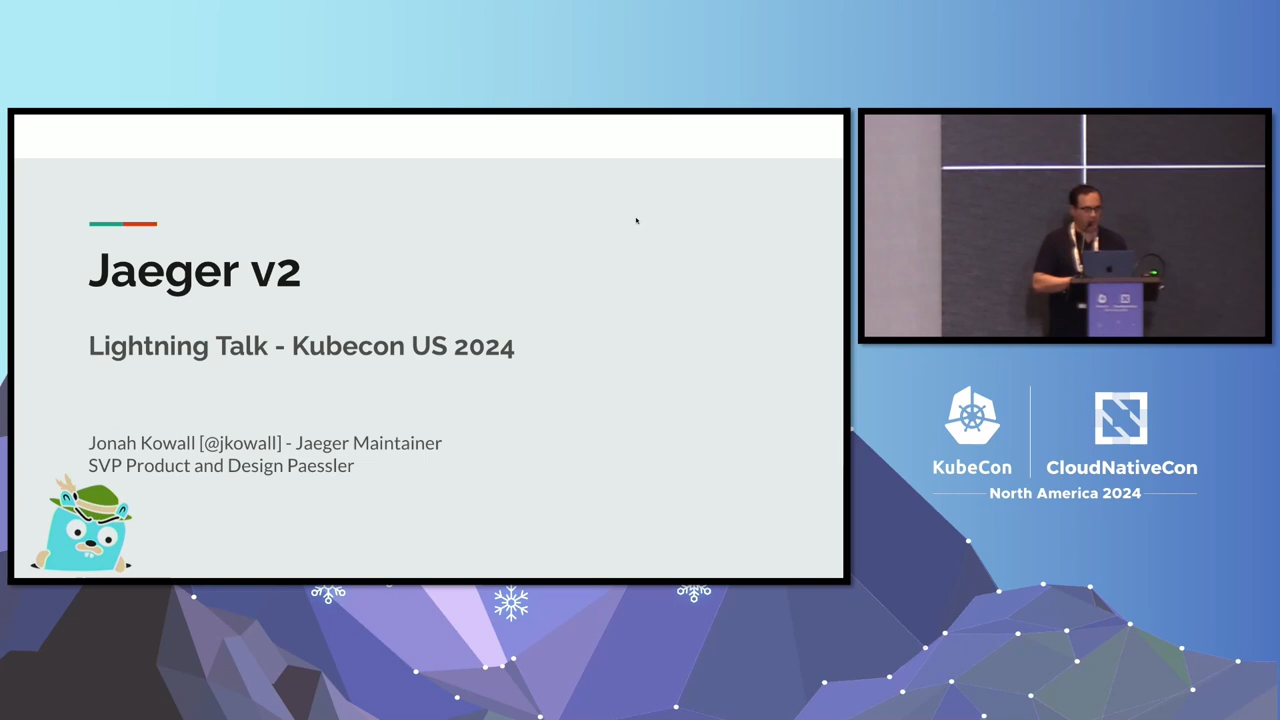 Jaeger v2
Lightning Talk - Kubecon US 2024
Jonah Kowall [@jkowall] - Jaeger Maintainer
SVP Product and Design Paessler
KubeCon
CloudNativeCon
North America 2024